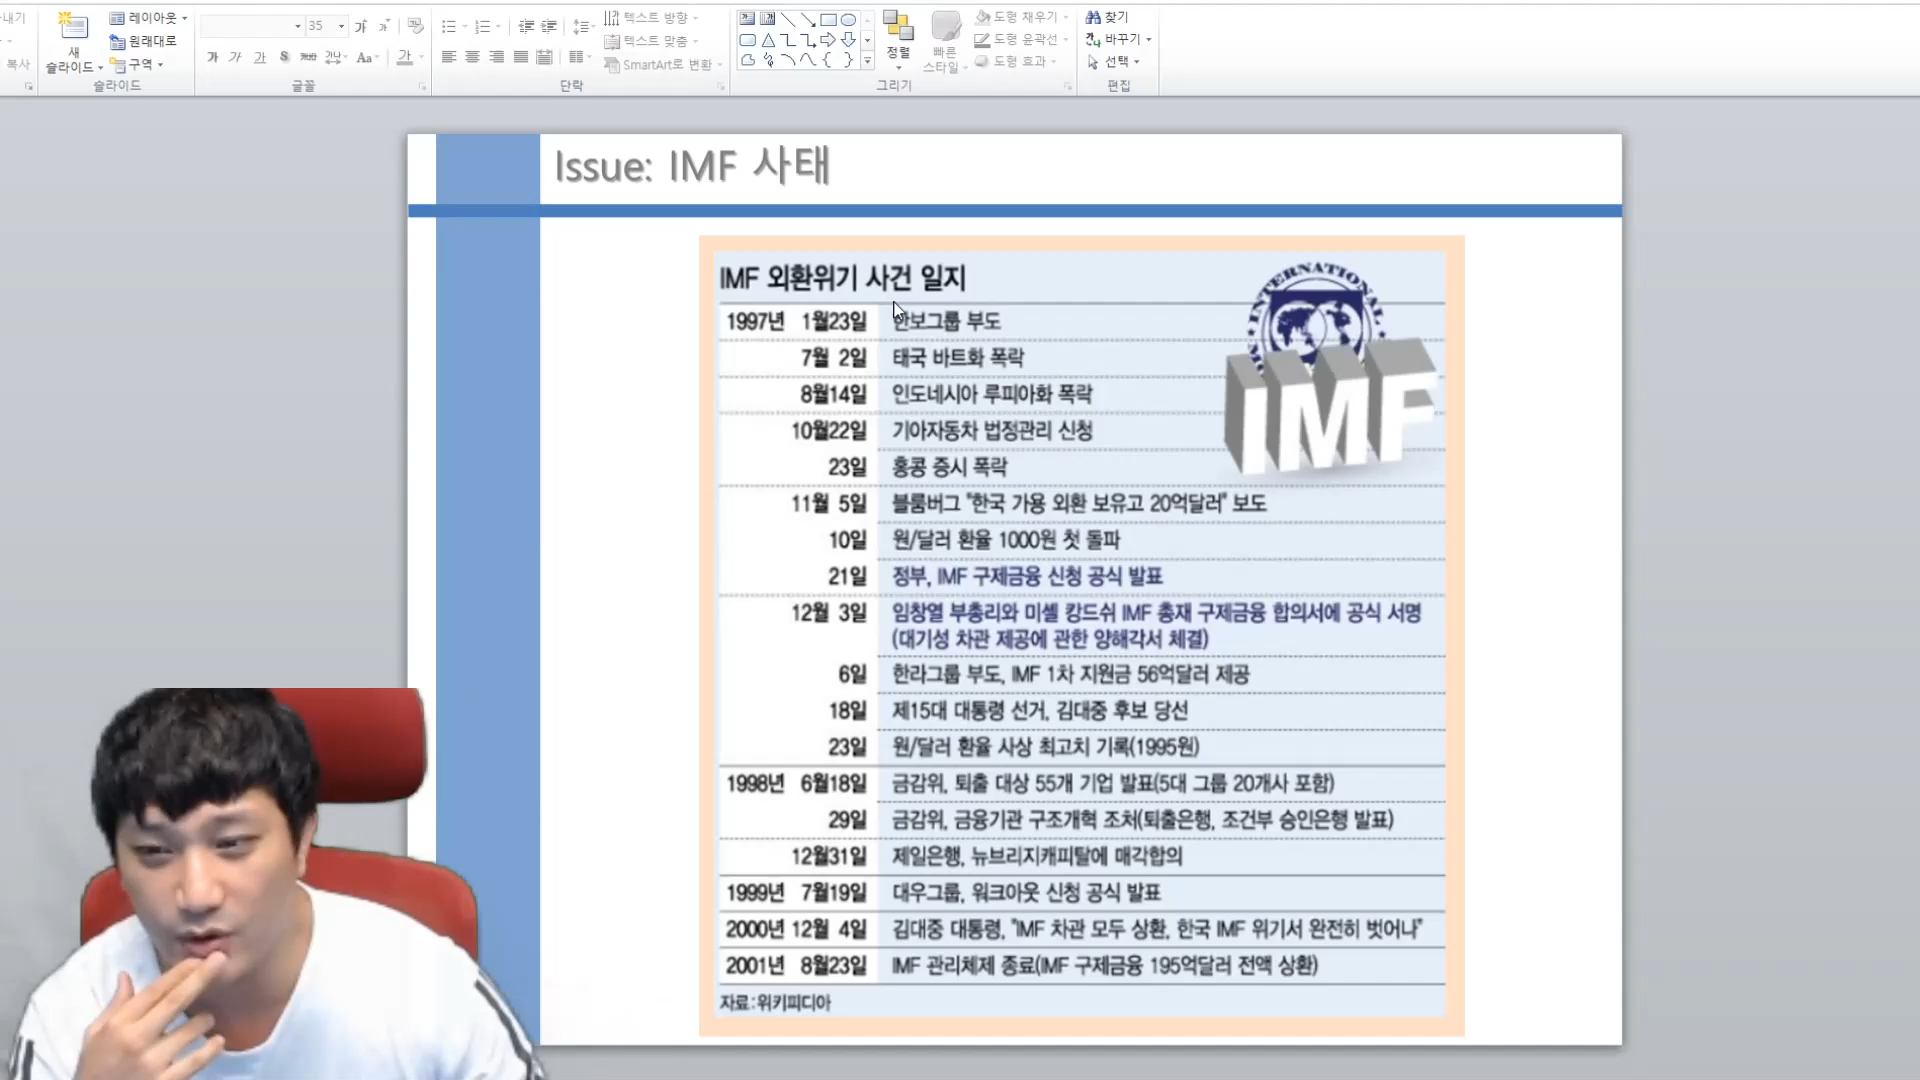 내기
새
슬라이드
레이아웃
원래대로
구역
복사
슬라이드
35
가
가
가
가
가
S
가
Aa
가
글꼴
텍스트 방향
텍스트 맞춤
SmartArt로 변환
단락
정렬
빠른
스타일
도형 채우기
도형 윤곽선
도형 효과
그리기
찾기
바꾸기
선택
편집
Issue: IMF 사태
IMF 외환위기 사건 일지
INTERNATIONAL
IMF
1997년 1월23일 한보그룹 부도
7월 2일 태국 바트화 폭락
8월14일 인도네시아 루피아화 폭락
10월22일 기아자동차 법정관리 신청
23일 홍콩 증시 폭락
11월 5일 블룸버그 "한국 가용 외환 보유고 20억달러" 보도
10일 원/달러 환율 1000원 첫 돌파
21일 정부, IMF 구제금융 신청 공식 발표
12월 3일 임창열 부총리와 미셸 캉드쉬 IMF 총재 구제금융 합의서에 공식 서명
(대기성 차관 제공에 관한 양해각서 체결)
6일 한라그룹 부도, IMF 1차 지원금 56억달러 제공
18일 제15대 대통령 선거, 김대중 후보 당선
23일 원/달러 환율 사상 최고치 기록(1995원)
1998년 6월18일 금감위, 퇴출 대상 55개 기업 발표(5대 그룹 20개사 포함)
29일 금감위, 금융기관 구조개혁 조처(퇴출은행, 조건부 승인은행 발표)
12월31일 제일은행, 뉴브리지캐피탈에 매각합의
1999년 7월19일 대우그룹, 워크아웃 신청 공식 발표
2000년 12월 4일 김대중 대통령, "IMF 차관 모두 상환, 한국 IMF 위기서 완전히 벗어나"
2001년 8월23일 IMF 관리체제 종료(IMF 구제금융 195억달러 전액 상환)
자료:위키피디아